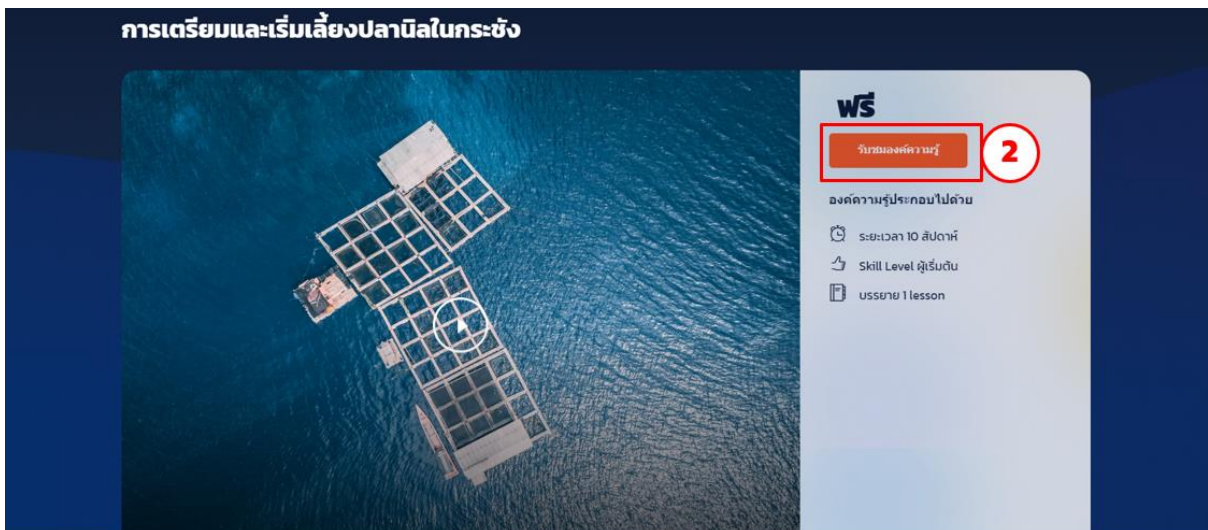 การเตรียมและเริ่มเลี้ยงปลานิลในกระชัง
ฟรี
รับชมองค์ความรู้
2
องค์ความรู้ประกอบไปด้วย
ระยะเวลา 10 สัปดาห์
Skill Level ผู้เริ่มต้น
บรรยาย 1 lesson